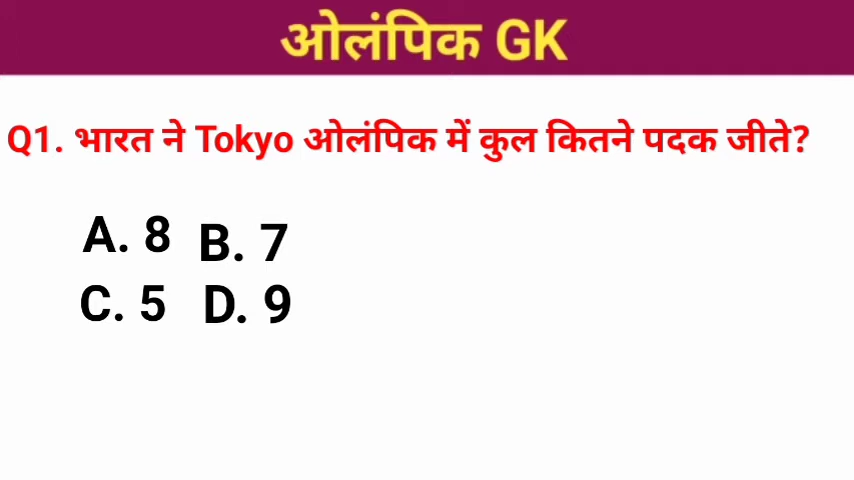 ओलंपिक GK
Q1. भारत ने Tokyo ओलंपिक में कुल कितने पदक जीते?
A. 8 B. 7
C. 5 D. 9